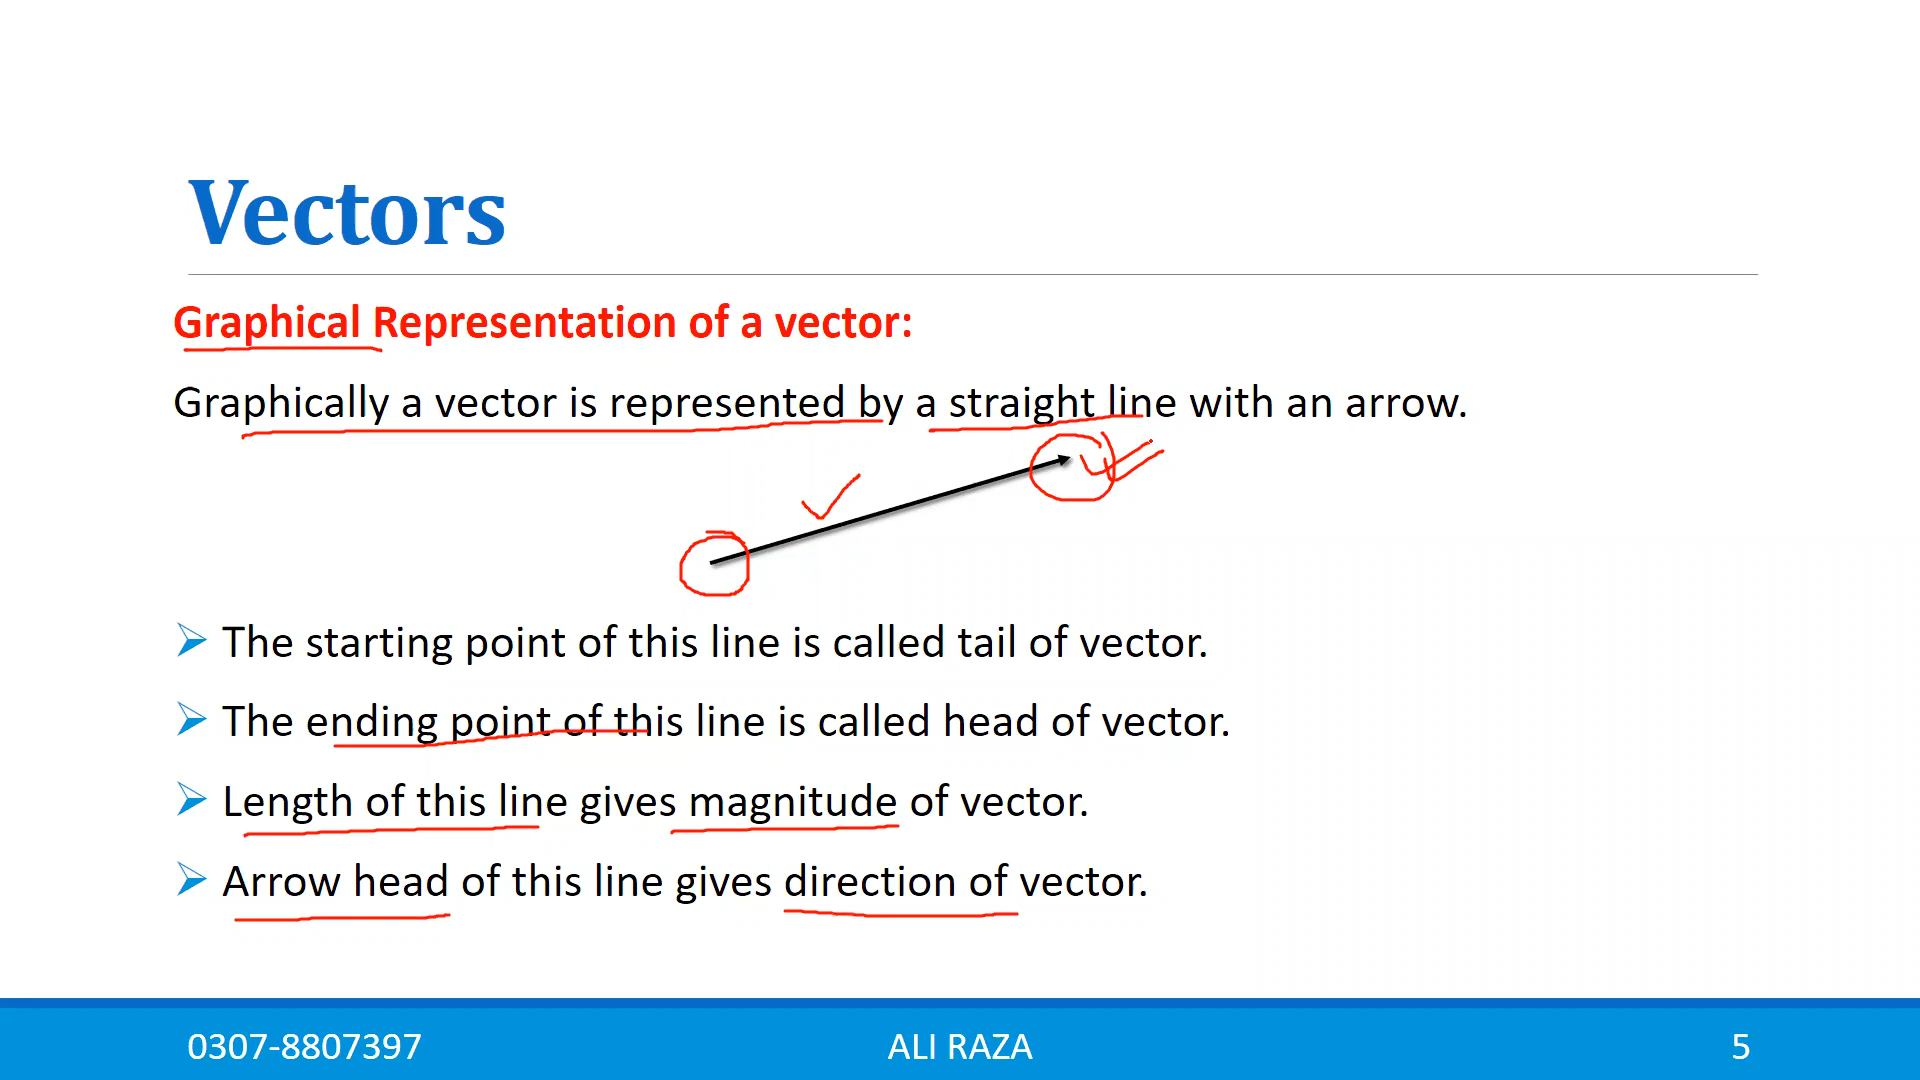 Vectors
Graphical Representation of a vector:
Graphically a vector is represented by a straight line with an arrow.
The starting point of this line is called tail of vector.
The ending point of this line is called head of vector.
Length of this line gives magnitude of vector.
Arrow head of this line gives direction of vector.
0307-8807397 ALI RAZA 5